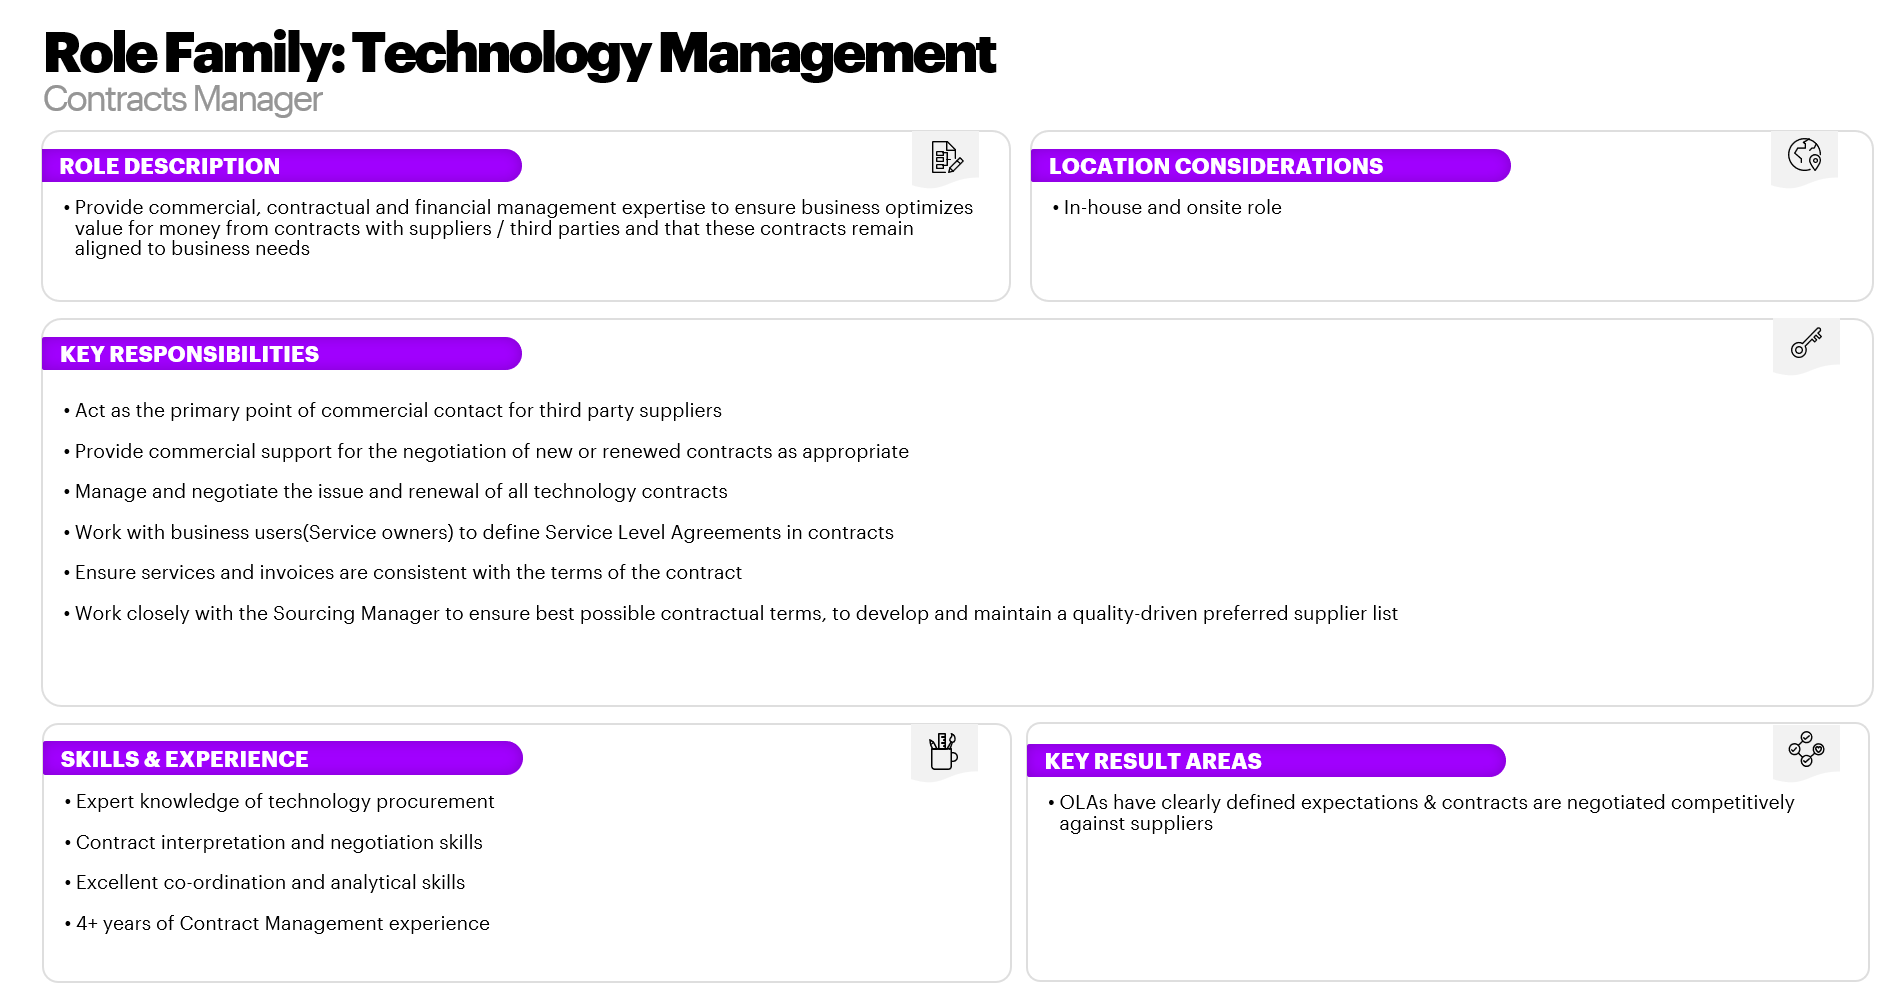 Role Family: Technology Management
Contracts Manager
ROLE DESCRIPTION
• Provide commercial, contractual and financial management expertise to ensure business optimizes
value for money from contracts with suppliers / third parties and that these contracts remain
aligned to business needs
LOCATION CONSIDERATIONS
• In-house and onsite role
KEY RESPONSIBILITIES
• Act as the primary point of commercial contact for third party suppliers
• Provide commercial support for the negotiation of new or renewed contracts as appropriate
• Manage and negotiate the issue and renewal of all technology contracts
• Work with business users(Service owners) to define Service Level Agreements in contracts
• Ensure services and invoices are consistent with the terms of the contract
• Work closely with the Sourcing Manager to ensure best possible contractual terms, to develop and maintain a quality-driven preferred supplier list
SKILLS & EXPERIENCE
• Expert knowledge of technology procurement
• Contract interpretation and negotiation skills
• Excellent co-ordination and analytical skills
• 4+ years of Contract Management experience
KEY RESULT AREAS
• OLAs have clearly defined expectations & contracts are negotiated competitively
against suppliers